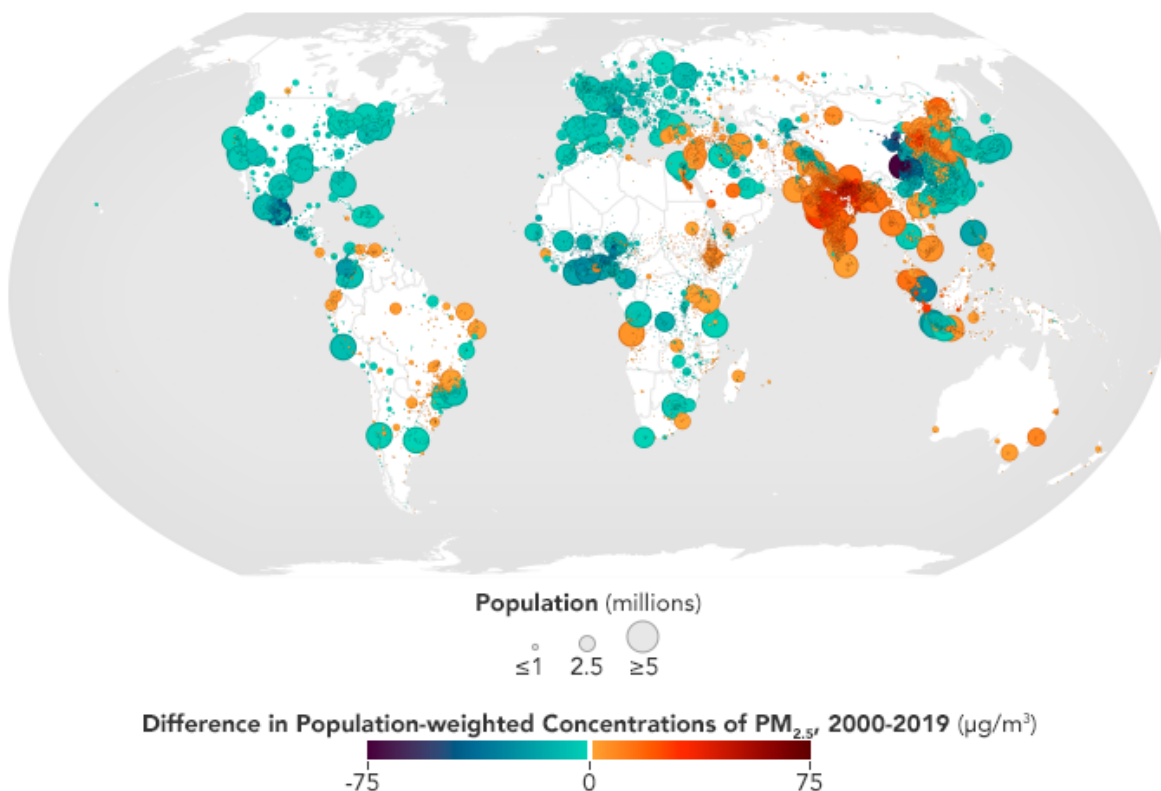 Population (millions)
≤1 2.5 ≥5
Difference in Population-weighted Concentrations of PM2.5, 2000-2019 (µg/m³)
-75 0 75